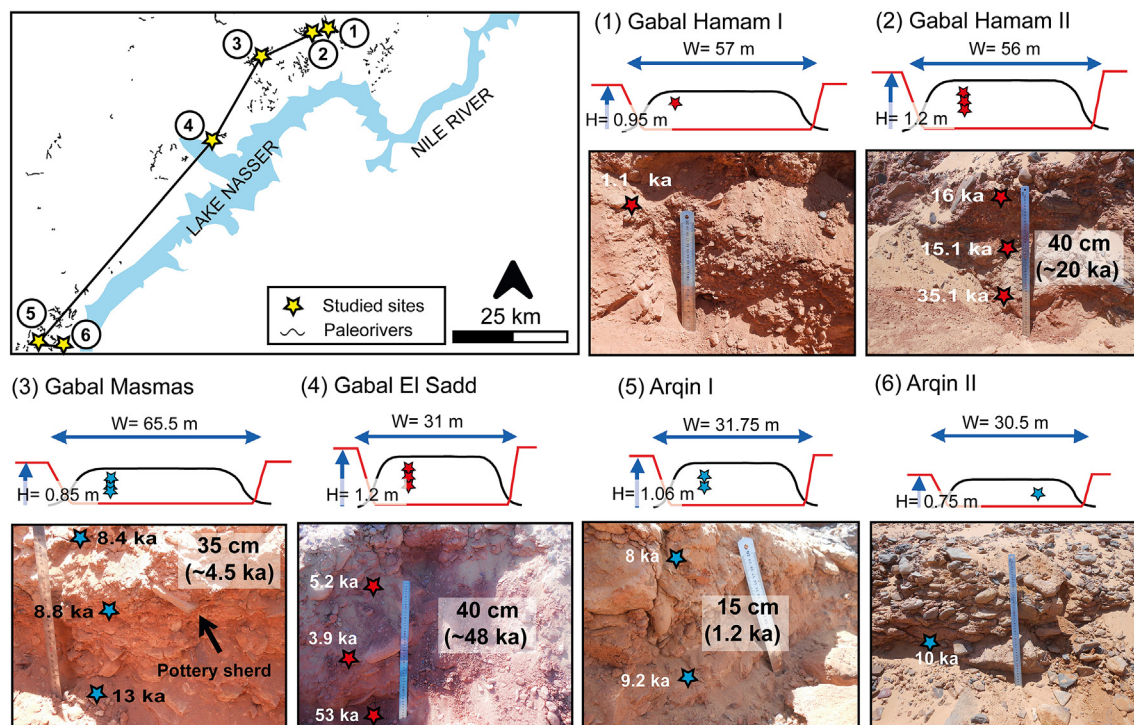 1
2
3
4
5
6
LAKE NASSER
NILE RIVER
Studied sites
Paleorivers
25 km
(1) Gabal Hamam I
W= 57 m
H= 0.95 m
1.1 ka
(2) Gabal Hamam II
W= 56 m
H= 1.2 m
16 ka
15.1 ka
35.1 ka
40 cm
(~20 ka)
(3) Gabal Masmas
W= 65.5 m
H= 0.85 m
8.4 ka
8.8 ka
13 ka
35 cm
(~4.5 ka)
Pottery sherd
(4) Gabal El Sadd
W= 31 m
H= 1.2 m
5.2 ka
3.9 ka
53 ka
40 cm
(~48 ka)
(5) Arqin I
W= 31.75 m
H= 1.06 m
8 ka
9.2 ka
15 cm
(1.2 ka)
(6) Arqin II
W= 30.5 m
H= 0.75 m
10 ka